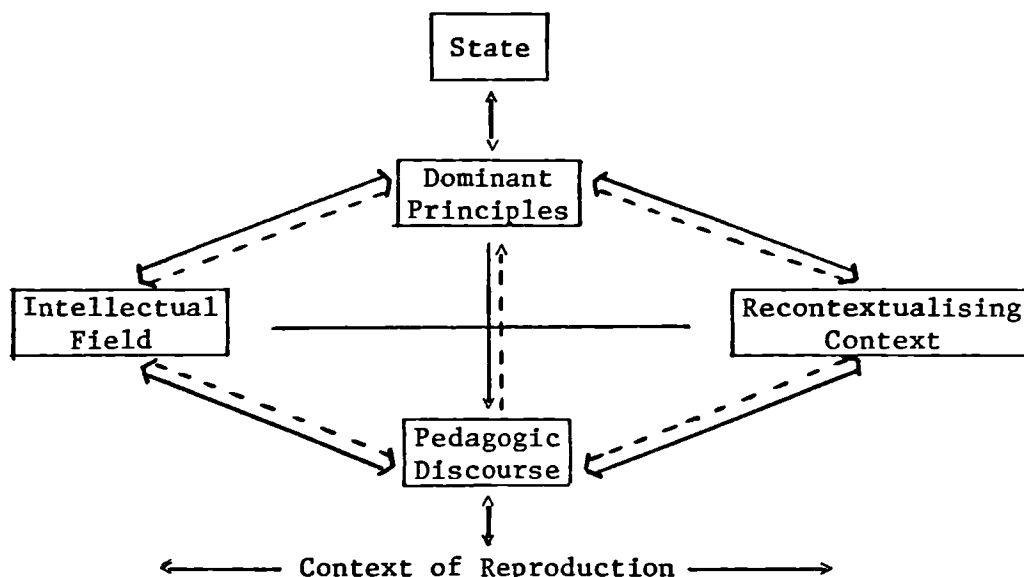 State
Dominant
Principles
Intellectual
Field
Recontextualising
Context
Pedagogic
Discourse
Context of Reproduction